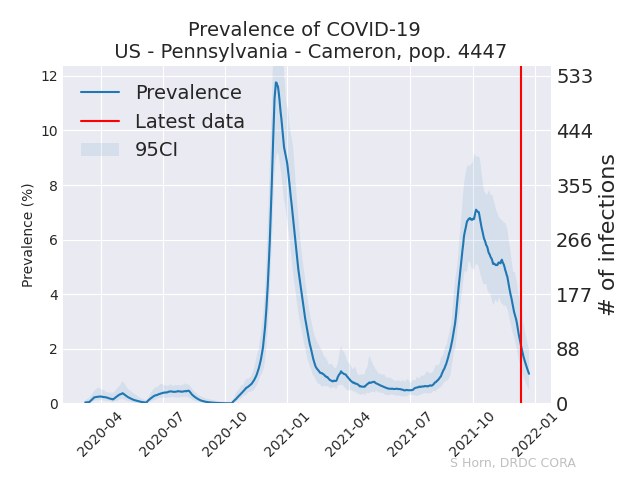 Prevalence of COVID-19
US - Pennsylvania - Cameron, pop. 4447
Prevalence
Latest data
95CI
Prevalence (%)
12
10
8
6
4
2
0
533
444
355
266
177
88
0
# of infections
2020-04
2020-07
2020-10
2021-01
2021-04
2021-07
2021-10
2022-01
S Horn, DRDC CORA